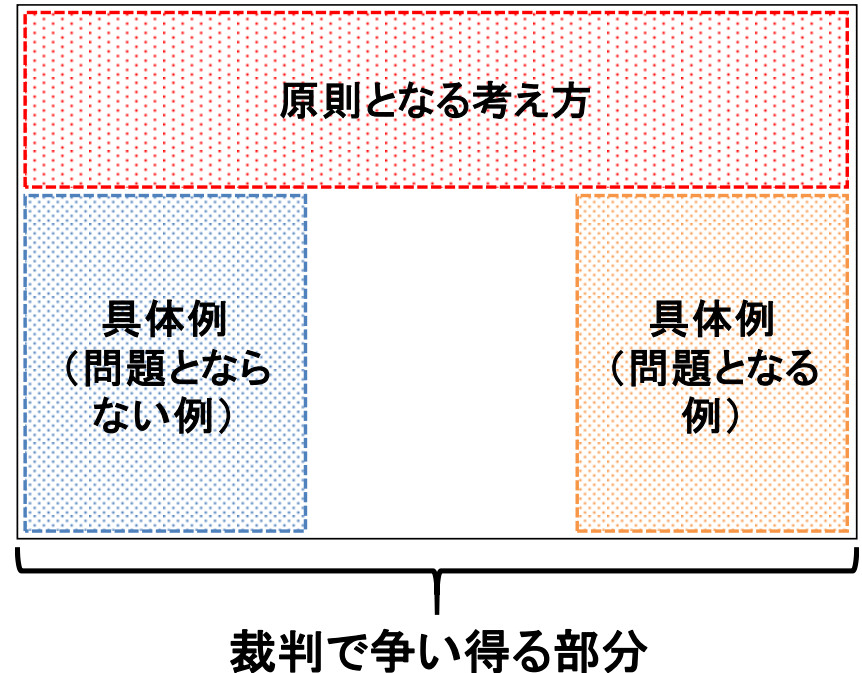 原則となる考え方
具体例
（問題となら
ない例）
具体例
（問題となる
例）
裁判で争い得る部分